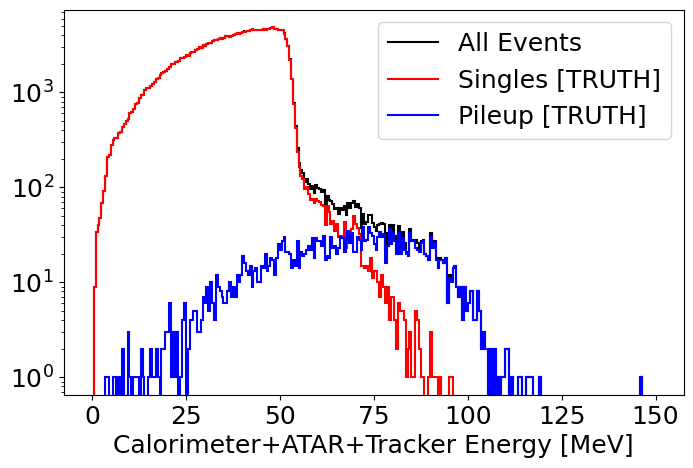 All Events
Singles [TRUTH]
Pileup [TRUTH]
10³
10²
10¹
10⁰
0 25 50 75 100 125 150
Calorimeter+ATAR+Tracker Energy [MeV]